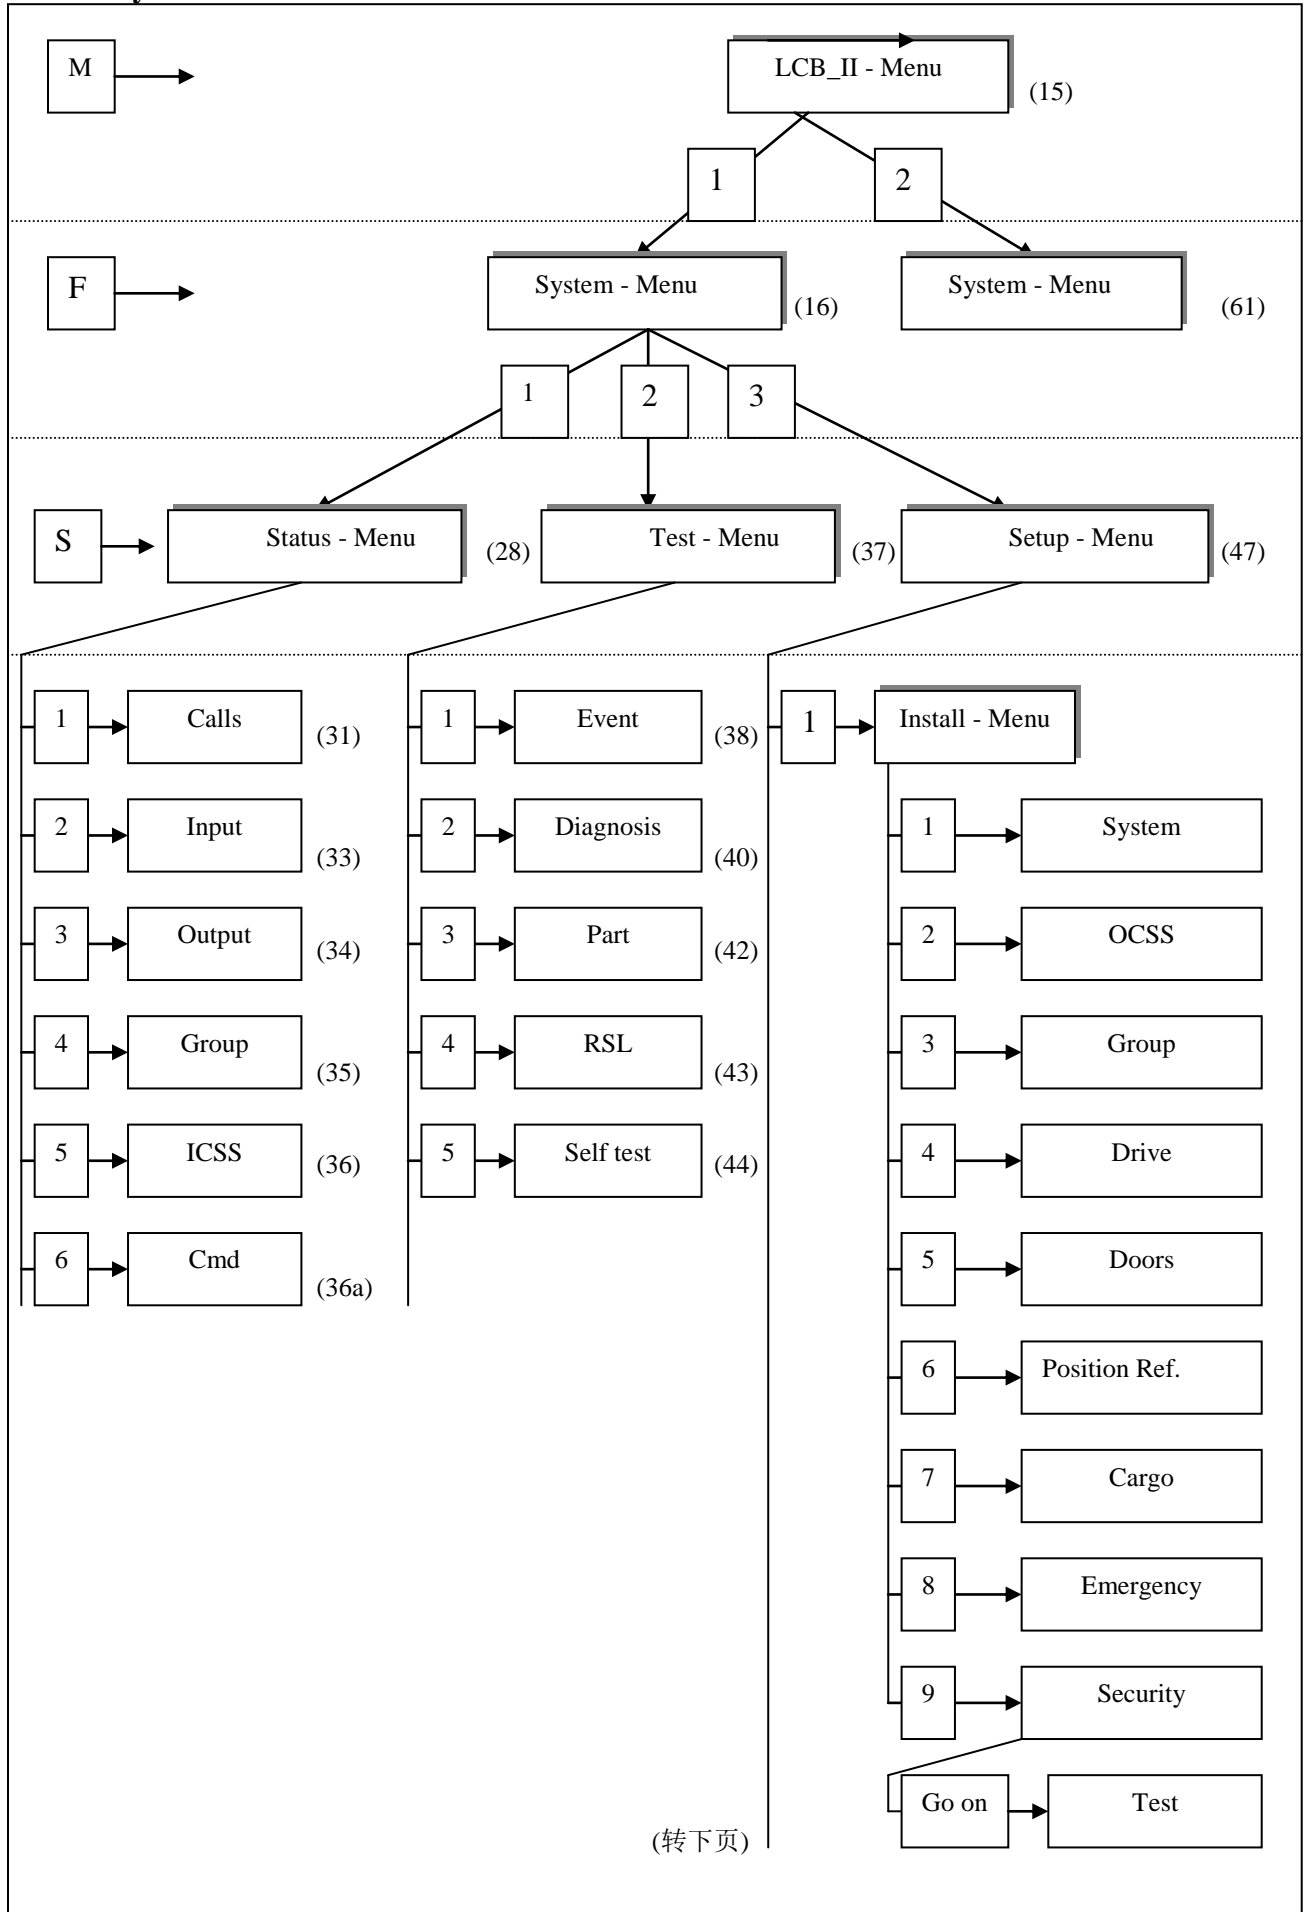 M
LCB_II - Menu
(15)
1
2
F
System - Menu
(16)
System - Menu
(61)
1
2
3
S
Status - Menu
(28)
Test - Menu
(37)
Setup - Menu
(47)
1
Calls
(31)
2
Input
(33)
3
Output
(34)
4
Group
(35)
5
ICSS
(36)
6
Cmd
(36a)
1
Event
(38)
2
Diagnosis
(40)
3
Part
(42)
4
RSL
(43)
5
Self test
(44)
1
Install - Menu
1
System
2
OCSS
3
Group
4
Drive
5
Doors
6
Position Ref.
7
Cargo
8
Emergency
9
Security
Go on
Test
(转下页)